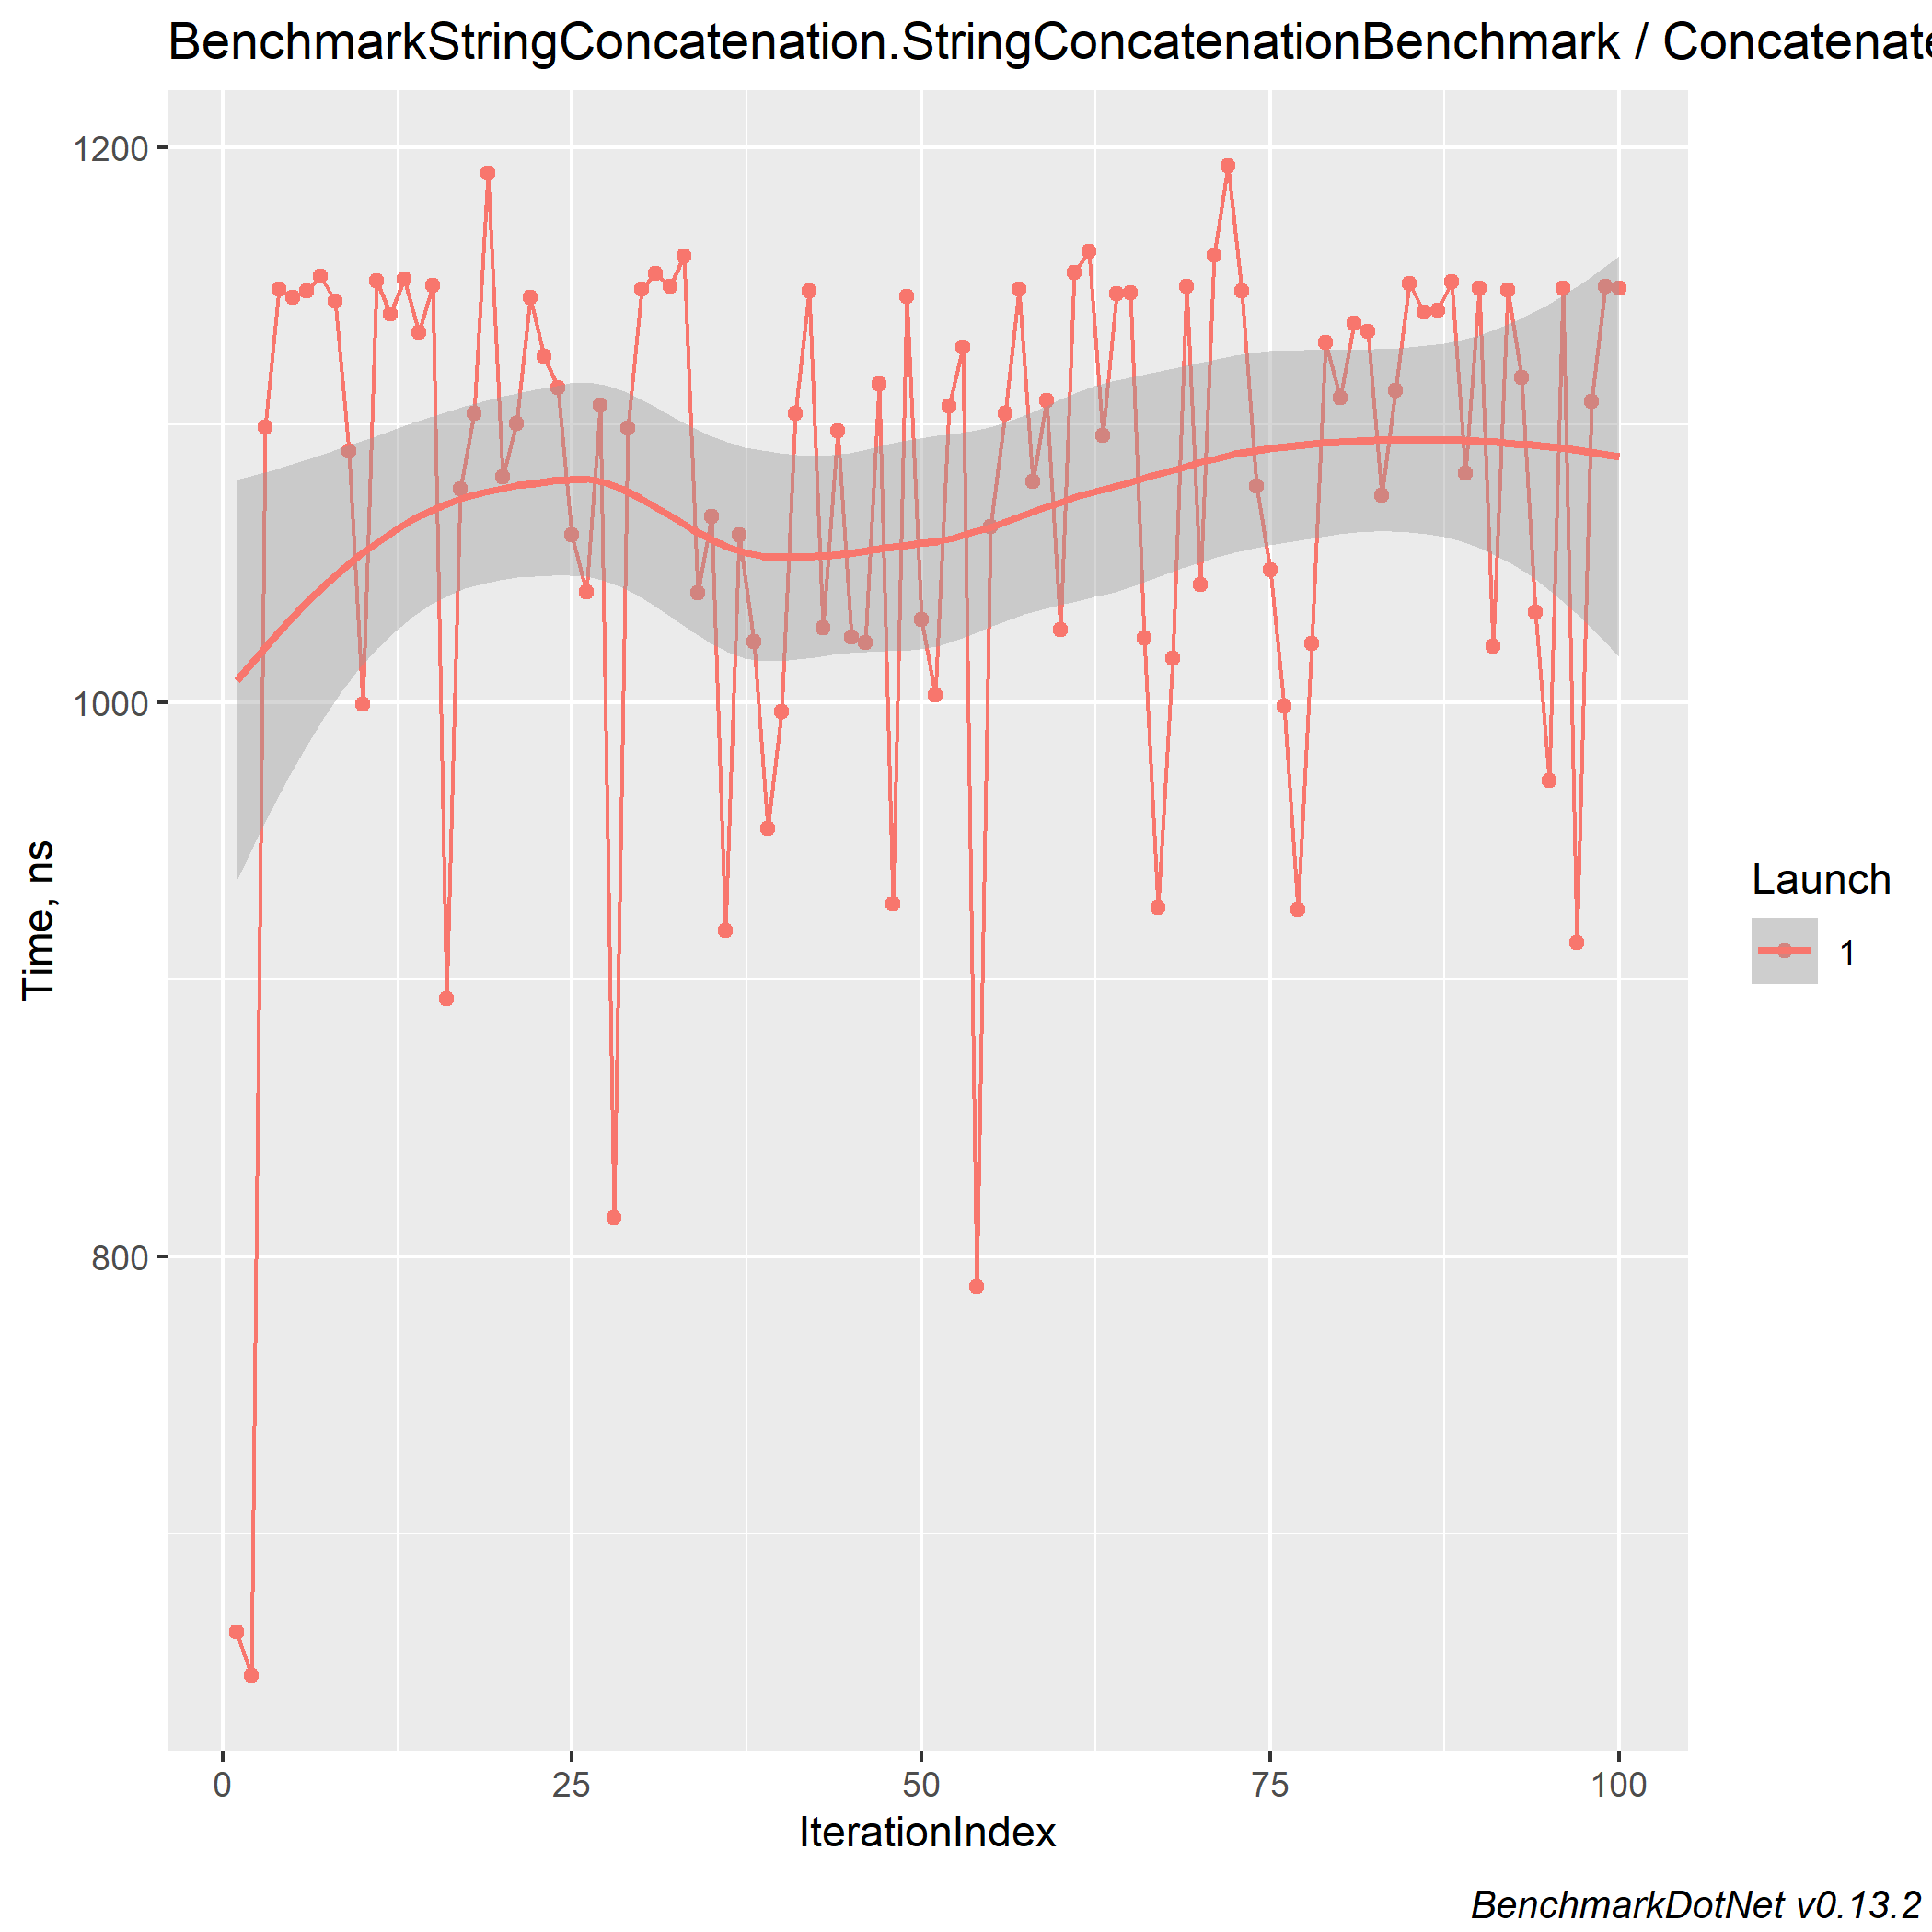 BenchmarkStringConcatenation.StringConcatenationBenchmark / Concatenate
1200
1000
800
Time, ns
0 25 50 75 100
IterationIndex
Launch
1
BenchmarkDotNet v0.13.2